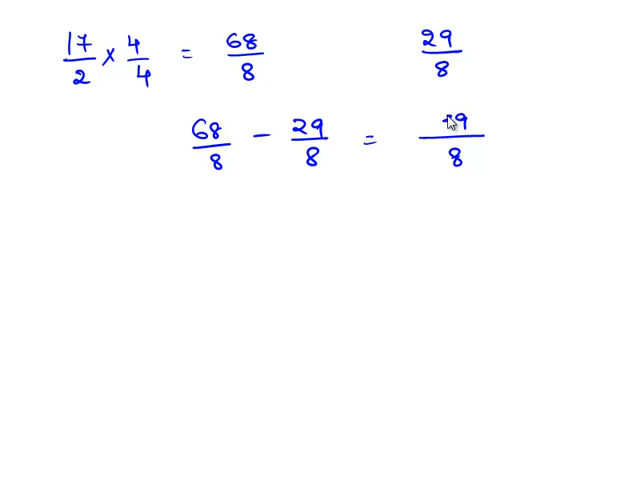 17/2 × 4/4 = 68/8 29/8
68/8 − 29/8 = 9/8